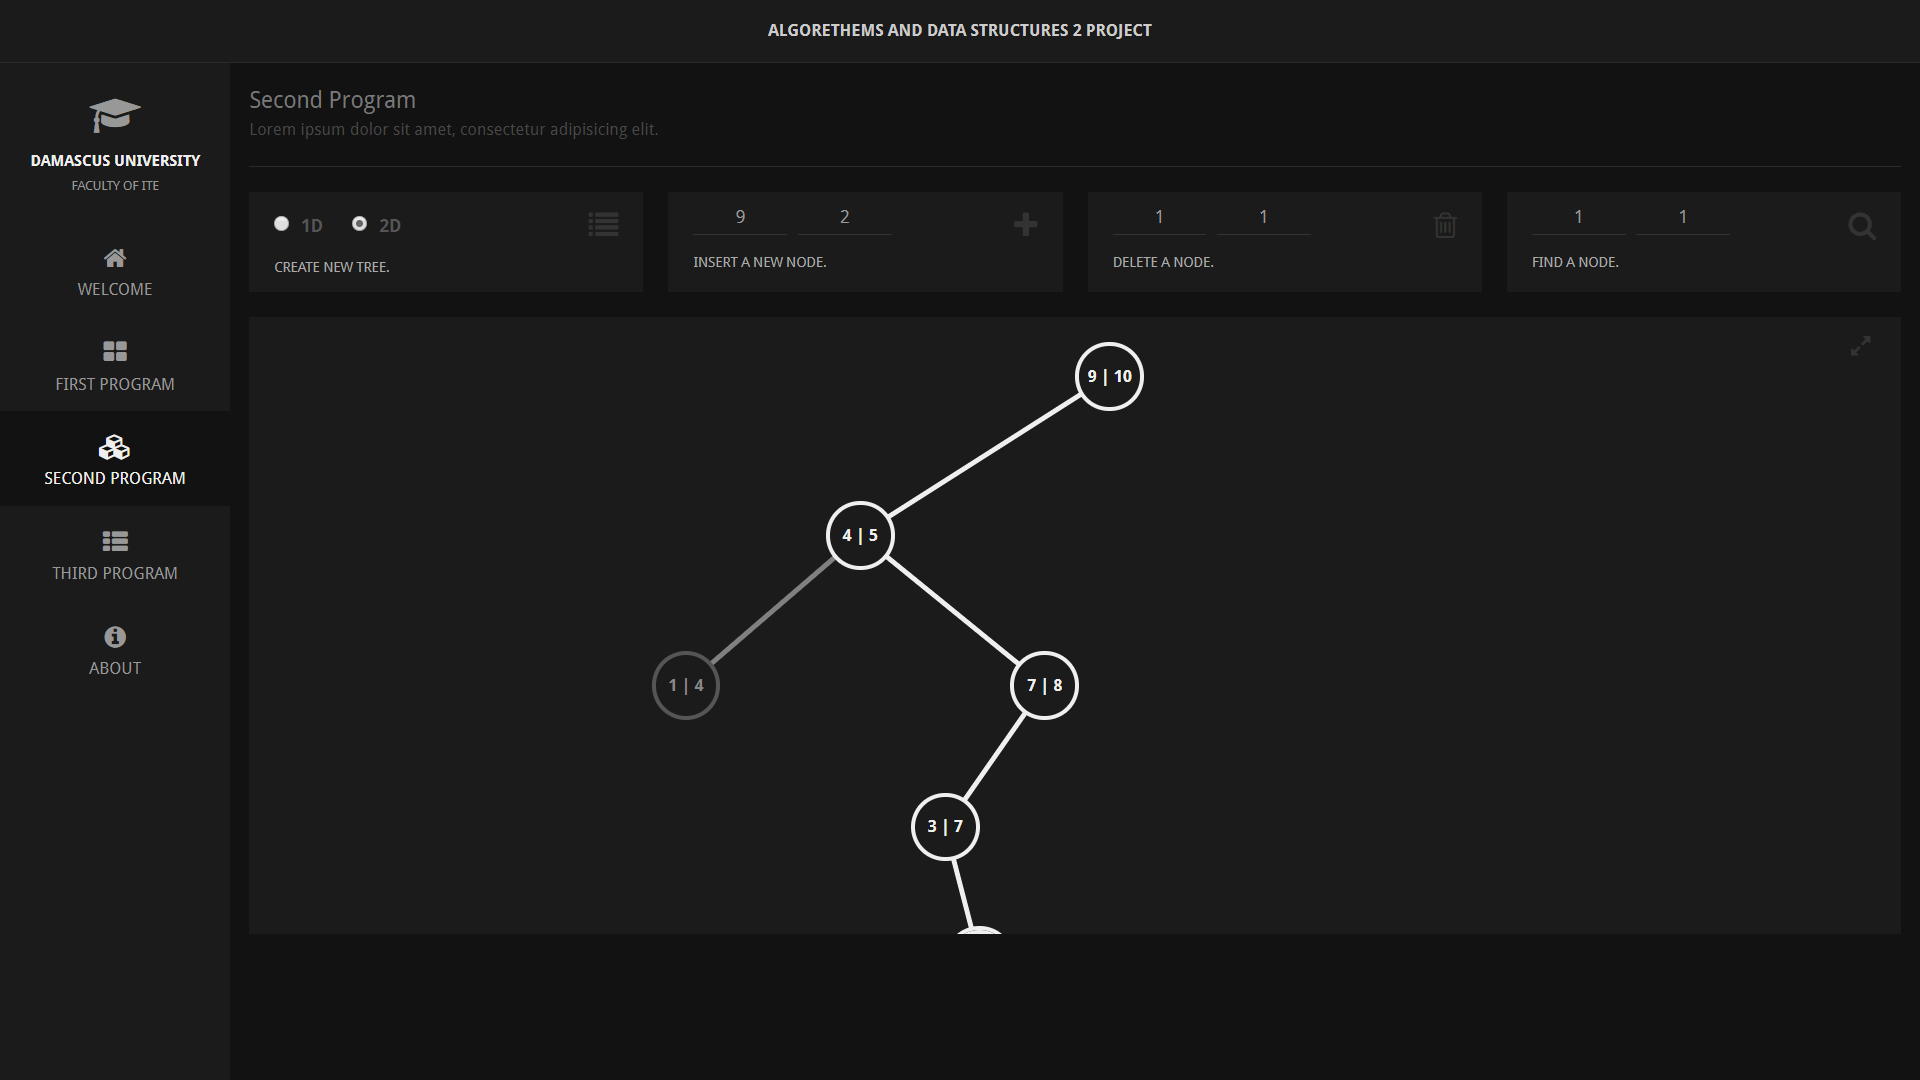 ALGORETHEMS AND DATA STRUCTURES 2 PROJECT
DAMASCUS UNIVERSITY
FACULTY OF ITE
WELCOME
FIRST PROGRAM
SECOND PROGRAM
THIRD PROGRAM
ABOUT
Second Program
Lorem ipsum dolor sit amet, consectetur adipisicing elit.
1D 2D
CREATE NEW TREE.
9 2
INSERT A NEW NODE.
1 1
DELETE A NODE.
1 1
FIND A NODE.
9 | 10
4 | 5
1 | 4
7 | 8
3 | 7